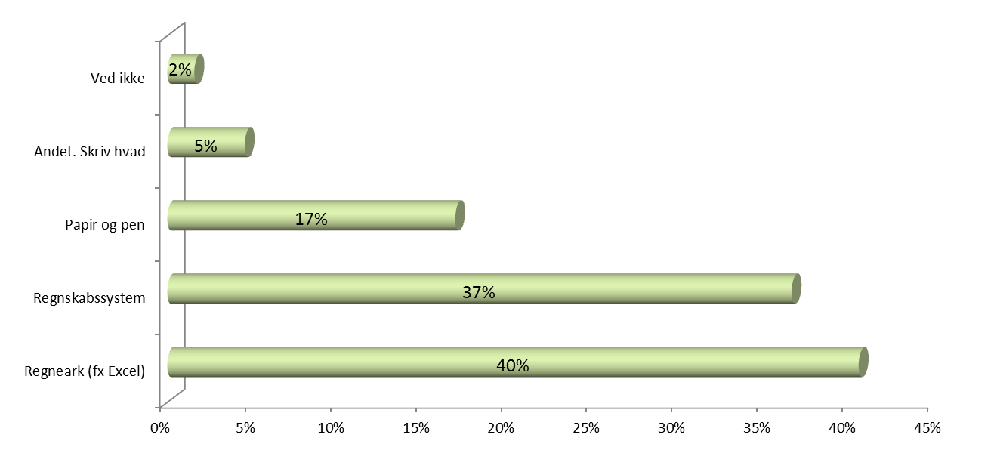 Ved ikke
2%
Andet. Skriv hvad
5%
Papir og pen
17%
Regnskabssystem
37%
Regneark (fx Excel)
40%
0% 5% 10% 15% 20% 25% 30% 35% 40% 45%